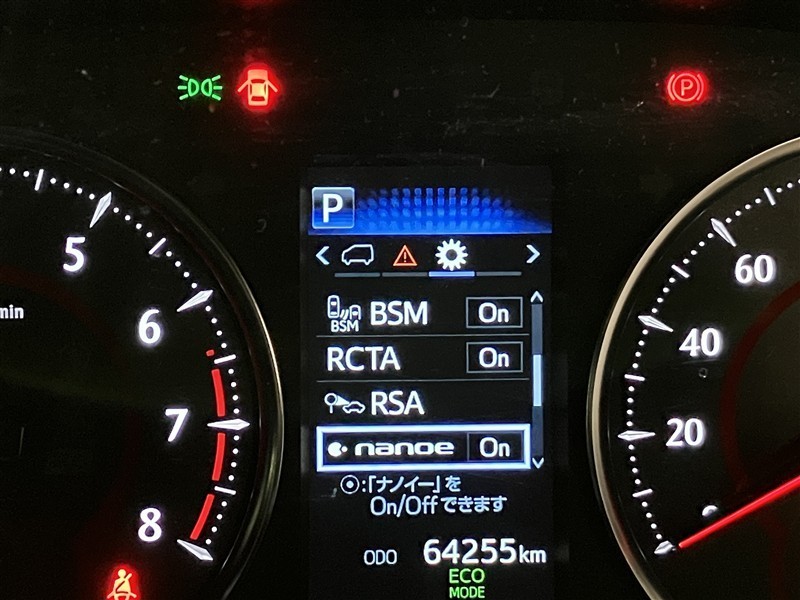 P
P
5
6
7
8
min
BSM
BSM On
RCTA On
RSA
nanoe On
:「ナノイー」を
On/Offできます
ODO 64255km
ECO
MODE
60
40
20